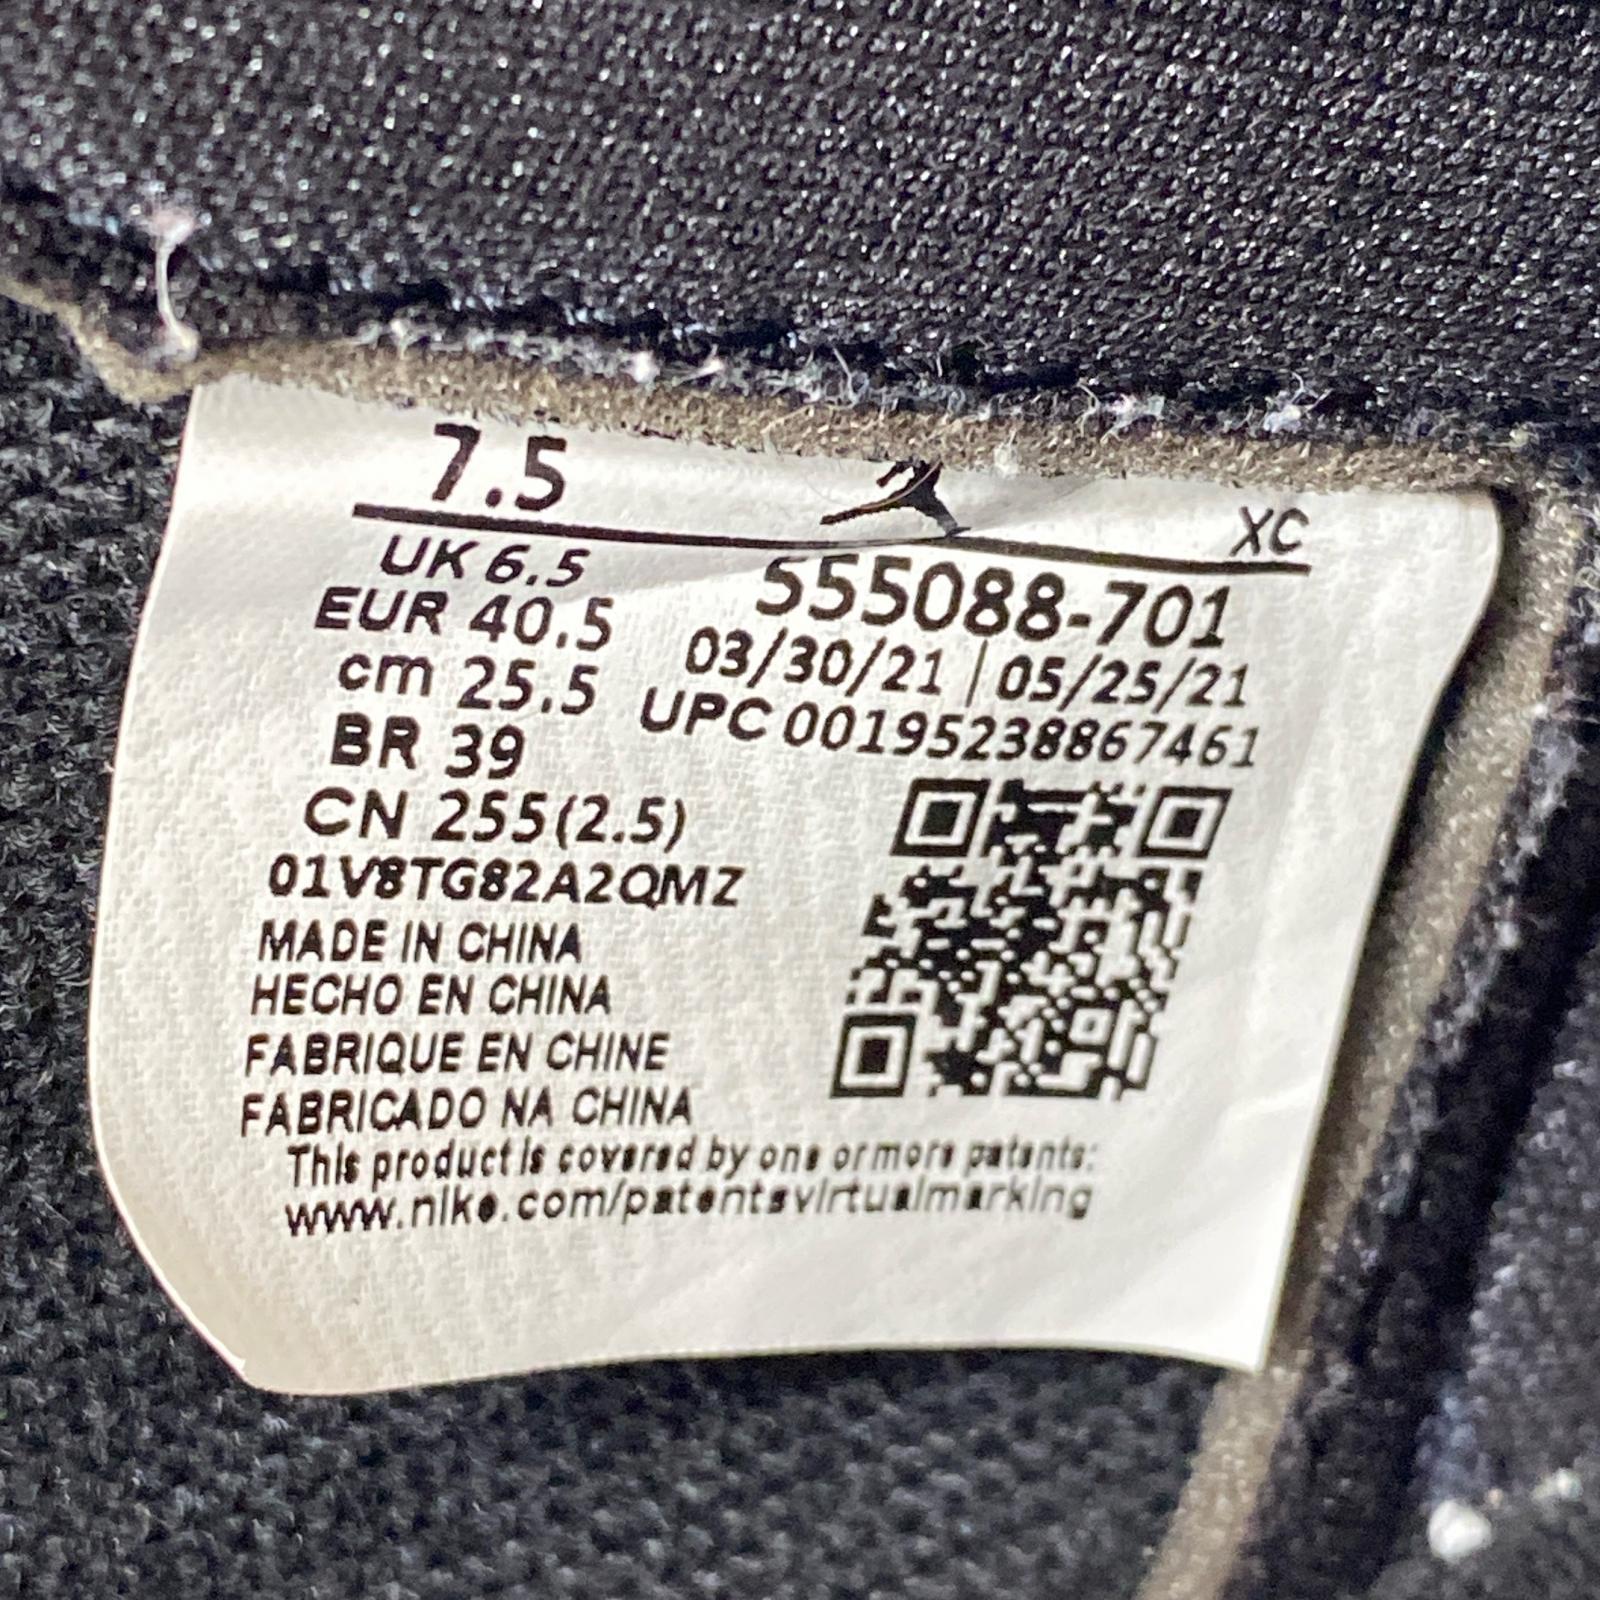 7.5
XC
UK 6.5
EUR 40.5
cm 25.5
BR 39
CN 255(2.5)
555088-701
03/30/21 | 05/25/21
UPC 00195238867461
01V8TG82A2QMZ
MADE IN CHINA
HECHO EN CHINA
FABRIQUE EN CHINE
FABRICADO NA CHINA
This product is covered by one or more patents:
www.nike.com/patentsvirtualmarking